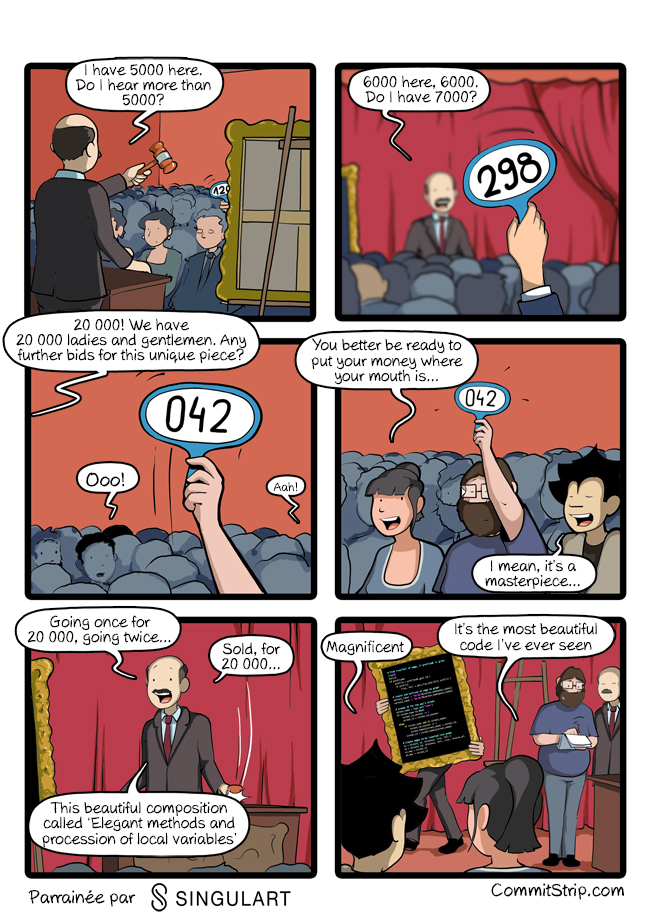 I have 5000 here.
Do I hear more than
5000?
120
6000 here, 6000.
Do I have 7000?
298
20 000! We have
20 000 ladies and gentlemen. Any
further bids for this unique piece?
042
Ooo!
Aah!
You better be ready to
put your money where
your mouth is...
042
I mean, it's a
masterpiece...
Going once for
20 000, going twice...
Sold, for
20 000...
This beautiful composition
called 'Elegant methods and
procession of local variables'
Magnificent
It's the most beautiful
code I've ever seen
Parrainée par
SINGULART
CommitStrip.com